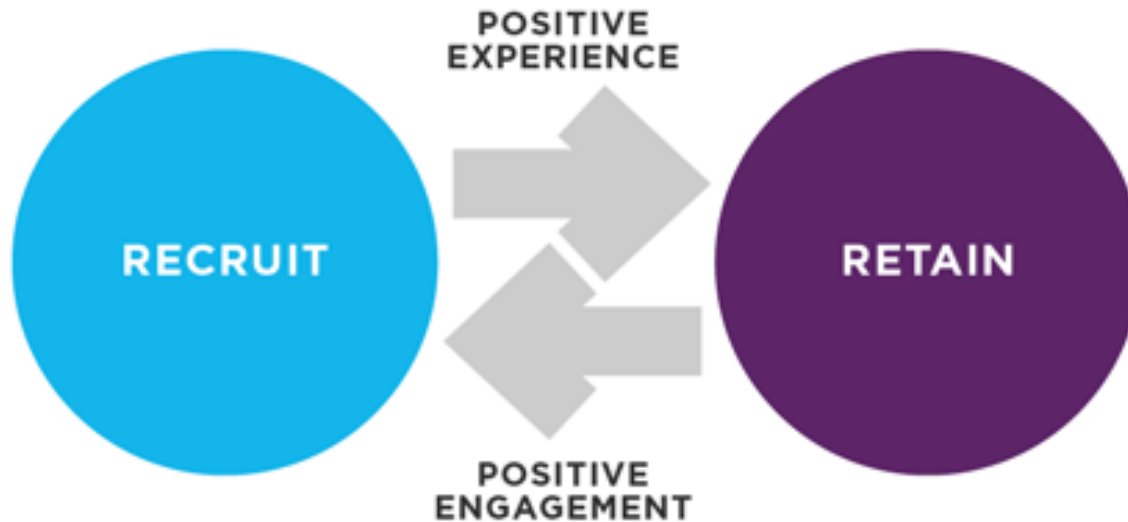 POSITIVE
EXPERIENCE
RECRUIT
RETAIN
POSITIVE
ENGAGEMENT